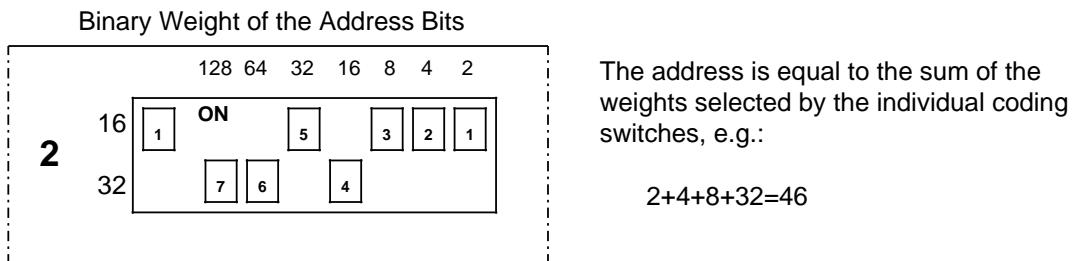 Binary Weight of the Address Bits
128 64 32 16 8 4 2
The address is equal to the sum of the
weights selected by the individual coding
switches, e.g.:
16 1 ON 5 3 2 1
2
32 7 6 4
2+4+8+32=46